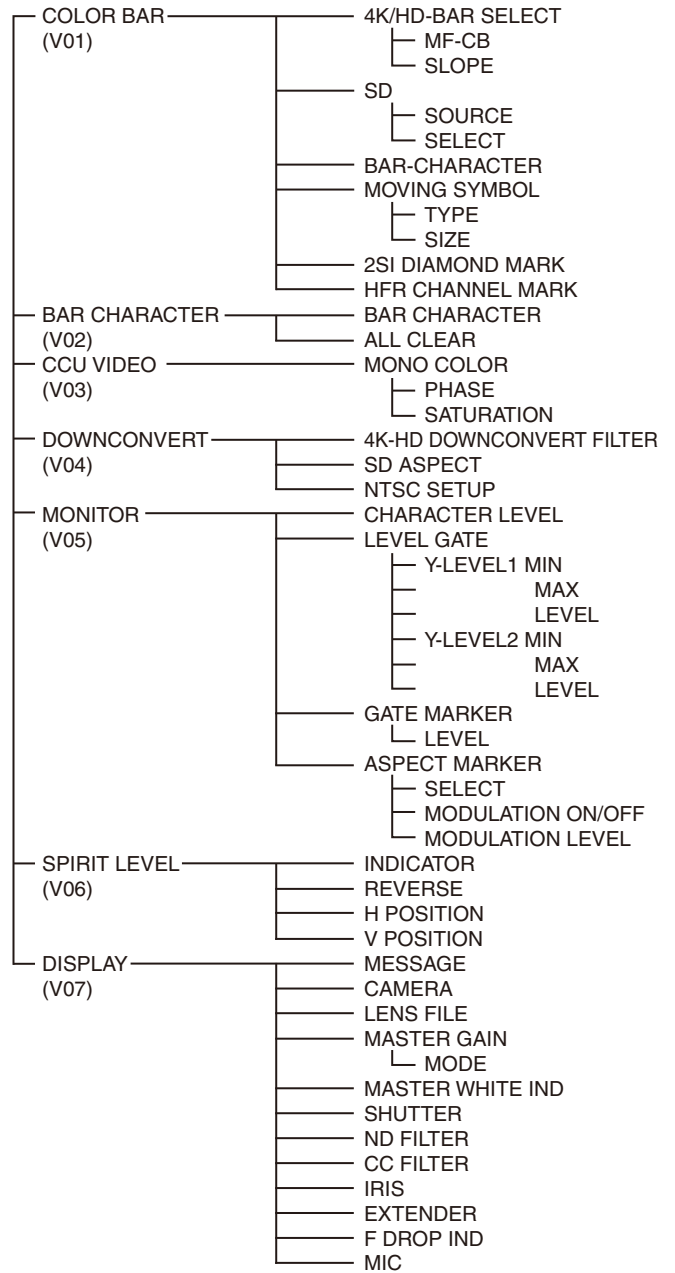 COLOR BAR 4K/HD-BAR SELECT
(V01) MF-CB
SLOPE
SD
SOURCE
SELECT
BAR-CHARACTER
MOVING SYMBOL
TYPE
SIZE
2SI DIAMOND MARK
HFR CHANNEL MARK
BAR CHARACTER BAR CHARACTER
(V02) ALL CLEAR
CCU VIDEO MONO COLOR
(V03) PHASE
SATURATION
DOWNCONVERT 4K-HD DOWNCONVERT FILTER
(V04) SD ASPECT
NTSC SETUP
MONITOR CHARACTER LEVEL
(V05) LEVEL GATE
Y-LEVEL1 MIN
MAX
LEVEL
Y-LEVEL2 MIN
MAX
LEVEL
GATE MARKER
LEVEL
ASPECT MARKER
SELECT
MODULATION ON/OFF
MODULATION LEVEL
SPIRIT LEVEL INDICATOR
(V06) REVERSE
H POSITION
V POSITION
DISPLAY MESSAGE
(V07) CAMERA
LENS FILE
MASTER GAIN
MODE
MASTER WHITE IND
SHUTTER
ND FILTER
CC FILTER
IRIS
EXTENDER
F DROP IND
MIC